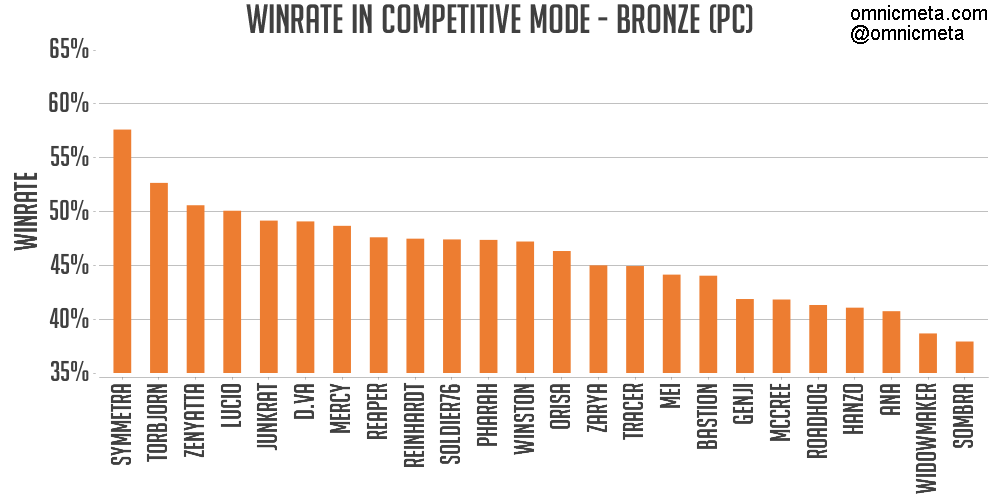 WINRATE IN COMPETITIVE MODE - BRONZE (PC)
omnicmeta.com
@omnicmeta
65%
60%
55%
50%
45%
40%
35%
WINRATE
SYMMETRA
TORBJORN
ZENYATTA
LUCIO
JUNKRAT
D.VA
MERCY
REAPER
REINHARDT
SOLDIER76
PHARAH
WINSTON
ORISA
ZARYA
TRACER
MEI
BASTION
GENJI
MCCREE
ROADHOG
HANZO
ANA
WIDOWMAKER
SOMBRA